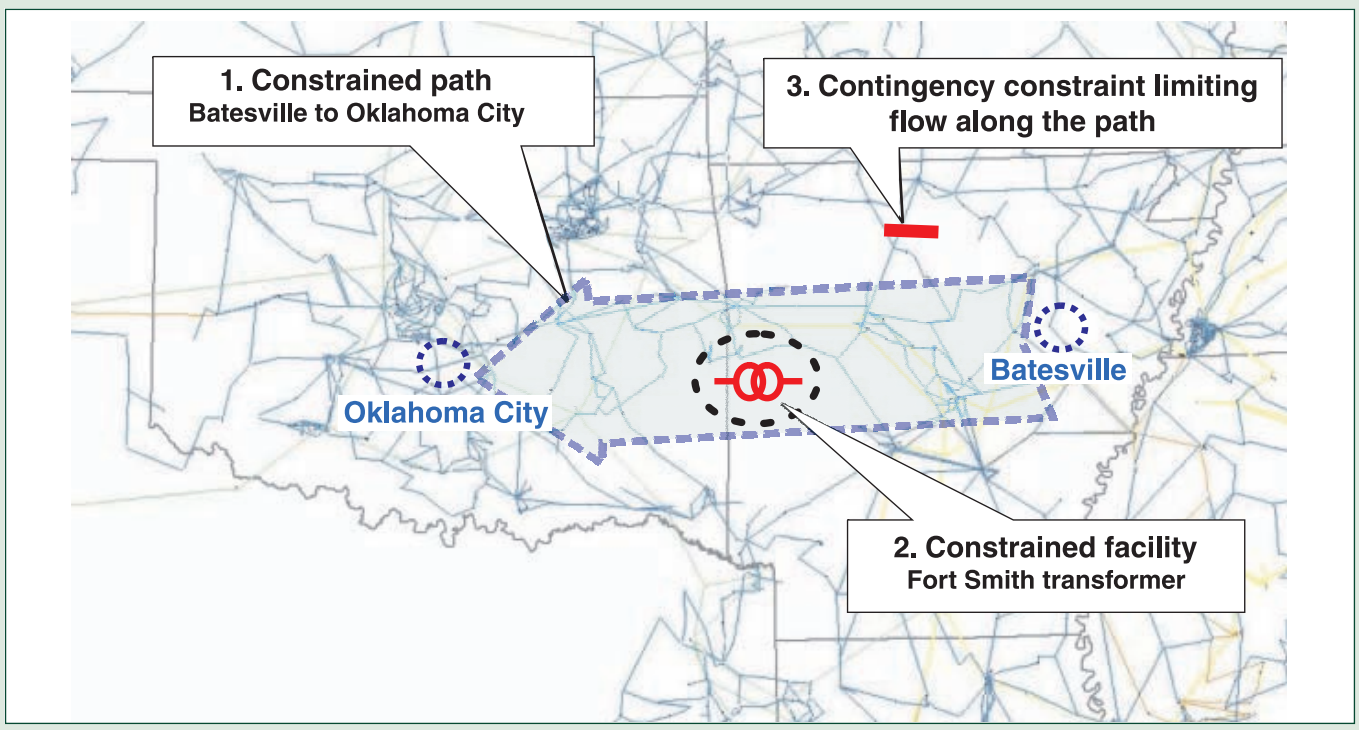 1. Constrained path
Batesville to Oklahoma City
3. Contingency constraint limiting
flow along the path
Batesville
Oklahoma City
2. Constrained facility
Fort Smith transformer